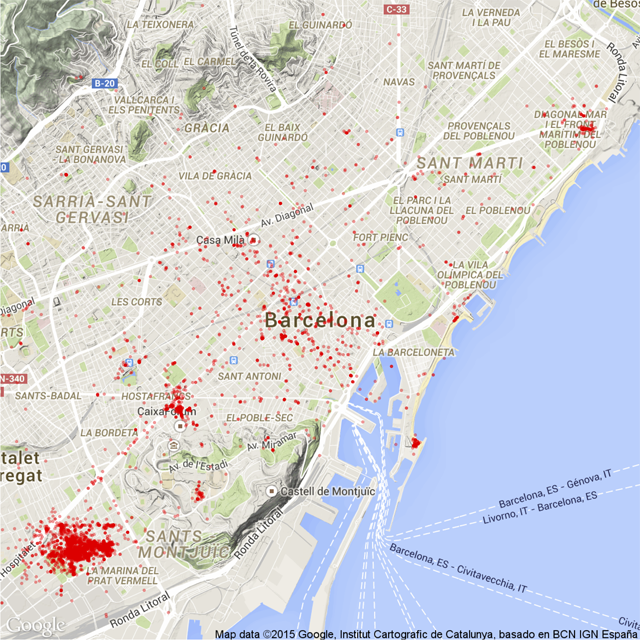 C-33
de Besòs
LA TEIXONERA
EL GUINARDÓ
LA VERNEDA
I LA PAU
Ronda Litoral
EL COLL
EL CARMEL
Túnel de la Rovira
EL BESÒS I
EL MARESME
SANT MARTÍ DE
PROVENÇALS
NAVAS
B-20
VALLCARCA I
ELS PENITENTS
GRÀCIA
EL BAIX
GUINARDÓ
DIAGONAL MAR
I EL FRONT
MARÍTIM DEL
POBLENOU
PROVENÇALS
DEL POBLENOU
SANT GERVASI
LA BONANOVA
VILA DE GRÀCIA
SANT MARTÍ
SANT MARTÍ
SARRIÀ-SANT
GERVASI
EL PARC I LA
LLACUNA DEL
POBLENOU
EL POBLENOU
ARRIÀ
Av. Diagonal
Casa Milà
FORT PIENC
LA VILA
OLÍMPICA DEL
POBLENOU
Diagonal
LES CORTS
RTS
Barcelona
LA BARCELONETA
N-340
SANT ANTONI
SANTS-BADAL
HOSTAFRANCS
CaixaForum
EL POBLE-SEC
LA BORDETA
Av. Miramar
talet
regat
Av. de l'Estadi
Castell de Montjuïc
Barcelona, ES - Génova, IT
Livorno, IT - Barcelona, ES
Ronda Litoral
SANTS
MONTJUÏC
Hospitalet
Barcelona, ES - Civitavecchia, IT
LA MARINA DEL
PRAT VERMELL
Ronda Litoral
Civita
Google
Map data ©2015 Google, Institut Cartogràfic de Catalunya, basado en BCN IGN Españ